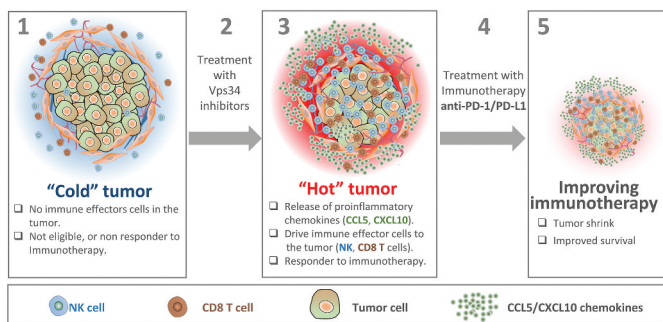 1
2
3
4
5
Treatment
with
Vps34
inhibitors
Treatment with
Immunotherapy
anti-PD-1/PD-L1
“Cold” tumor
❑ No immune effectors cells in the
tumor.
❑ Not eligible, or non responder to
Immunotherapy.
“Hot” tumor
❑ Release of proinflammatory
chemokines (CCL5, CXCL10).
❑ Drive immune effector cells to
the tumor (NK, CD8 T cells).
❑ Responder to immunotherapy.
Improving
immunotherapy
❑ Tumor shrink
❑ Improved survival
NK cell
CD8 T cell
Tumor cell
CCL5/CXCL10 chemokines